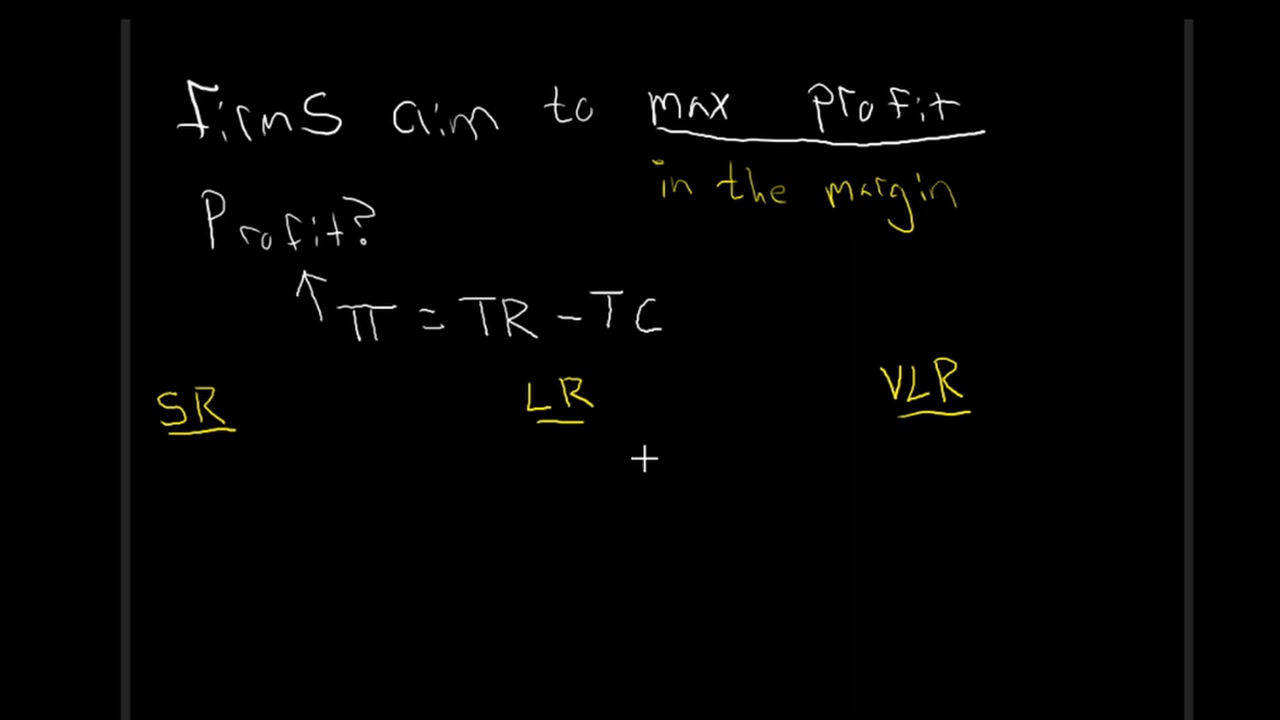 Firms aim to max profit
in the margin
Profit?
π = TR - TC
SR LR VLR